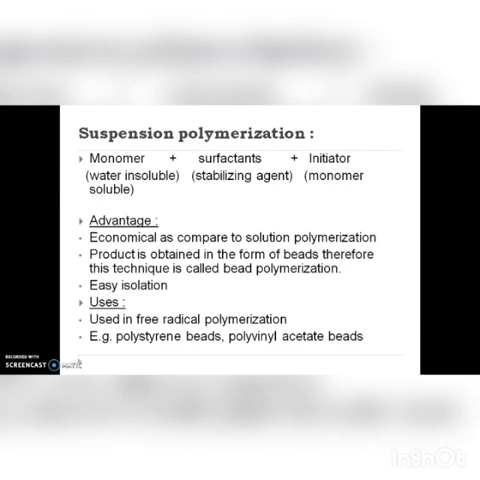 Suspension polymerization :
Monomer + surfactants + Initiator
(water insoluble) (stabilizing agent) (monomer
soluble)
Advantage :
Economical as compare to solution polymerization
Product is obtained in the form of beads therefore
this technique is called bead polymerization.
Easy isolation
Uses :
Used in free radical polymerization
E.g. polystyrene beads, polyvinyl acetate beads
RECORDED WITH
SCREENCAST MATIC
InShOt